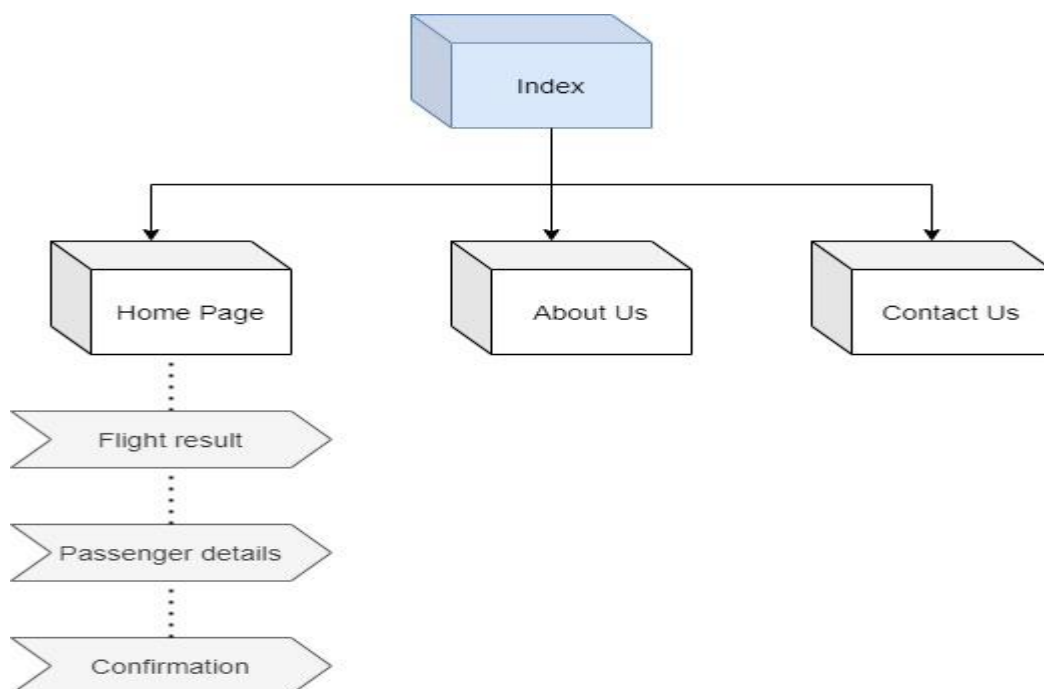 Index
Home Page
About Us
Contact Us
Flight result
Passenger details
Confirmation